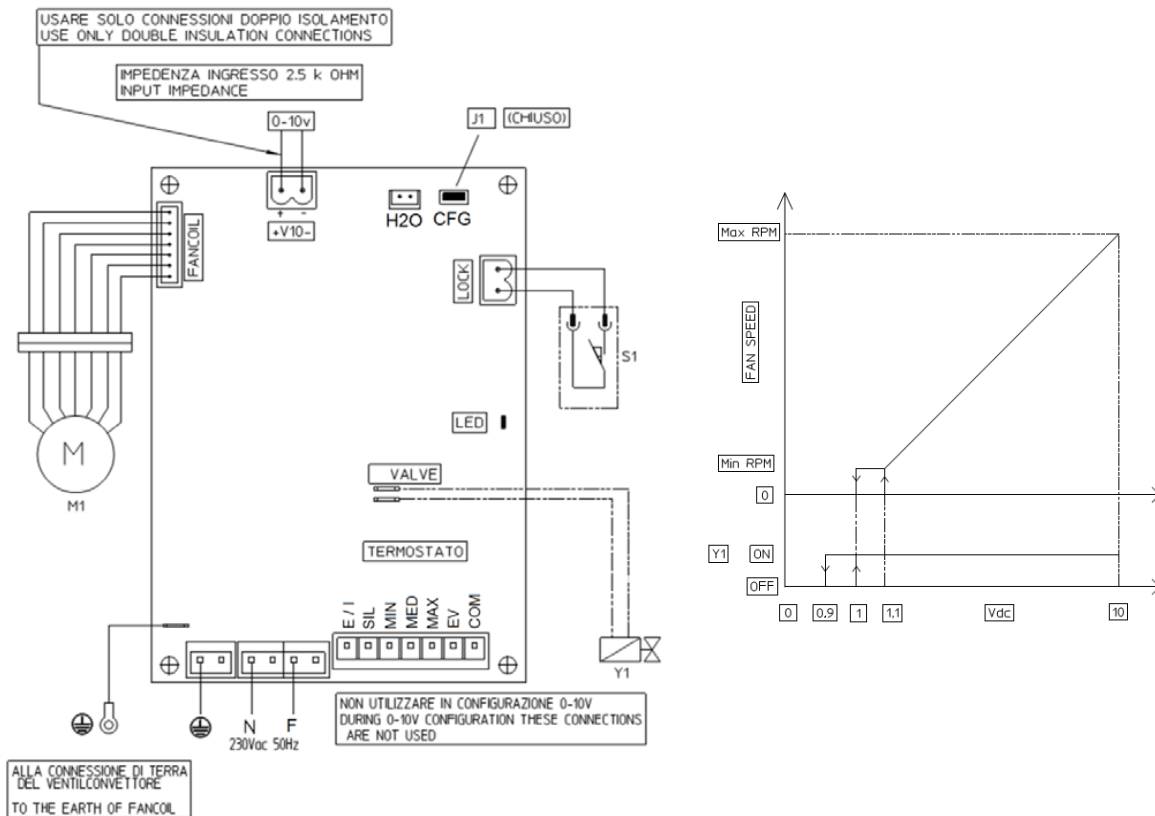 USARE SOLO CONNESSIONI DOPPIO ISOLAMENTO
USE ONLY DOUBLE INSULATION CONNECTIONS
IMPEDENZA INGRESSO 2.5 k OHM
INPUT IMPEDANCE
0-10v
J1 (CHIUSO)
+ -
+V10-
H2O CFG
FANCOIL
LOCK
S1
LED
M
M1
VALVE
TERMOSTATO
E / I
SIL
MIN
MED
MAX
EV
COM
Y1
N F
230Vac 50Hz
NON UTILIZZARE IN CONFIGURAZIONE 0-10V
DURING 0-10V CONFIGURATION THESE CONNECTIONS
ARE NOT USED
ALLA CONNESSIONE DI TERRA
DEL VENTILCONVETTORE
TO THE EARTH OF FANCOIL
Max RPM
FAN SPEED
Min RPM
0
Y1 ON
OFF
0 0,9 1 1,1 Vdc 10